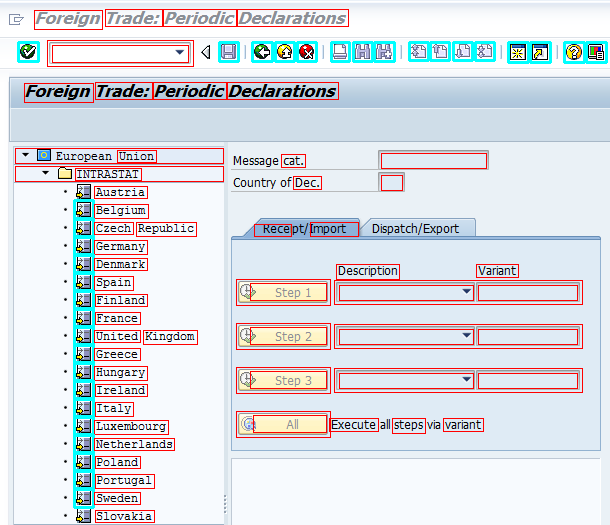 Foreign Trade: Periodic Declarations
Foreign Trade: Periodic Declarations
European Union
INTRASTAT
Austria
Belgium
Czech Republic
Germany
Denmark
Spain
Finland
France
United Kingdom
Greece
Hungary
Ireland
Italy
Luxembourg
Netherlands
Poland
Portugal
Sweden
Slovakia
Message cat.
Country of Dec.
Receipt/Import
Dispatch/Export
Description Variant
Step 1
Step 2
Step 3
All Execute all steps via variant